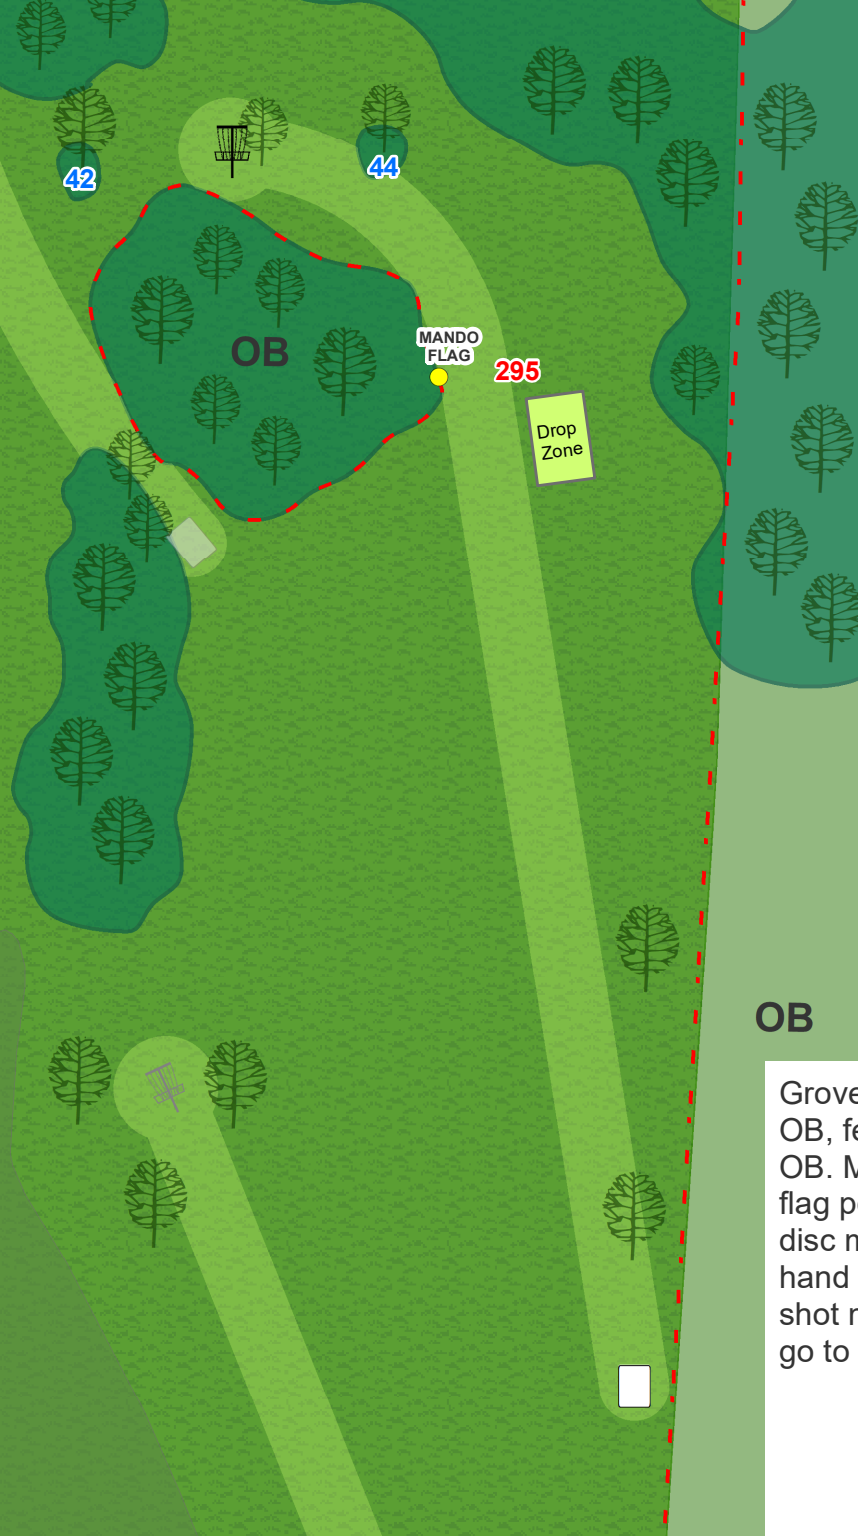 42
44
OB
MANDO
FLAG
295
Drop
Zone
OB
Grove
OB, fe
OB. M
flag p
disc m
hand
shot
go to